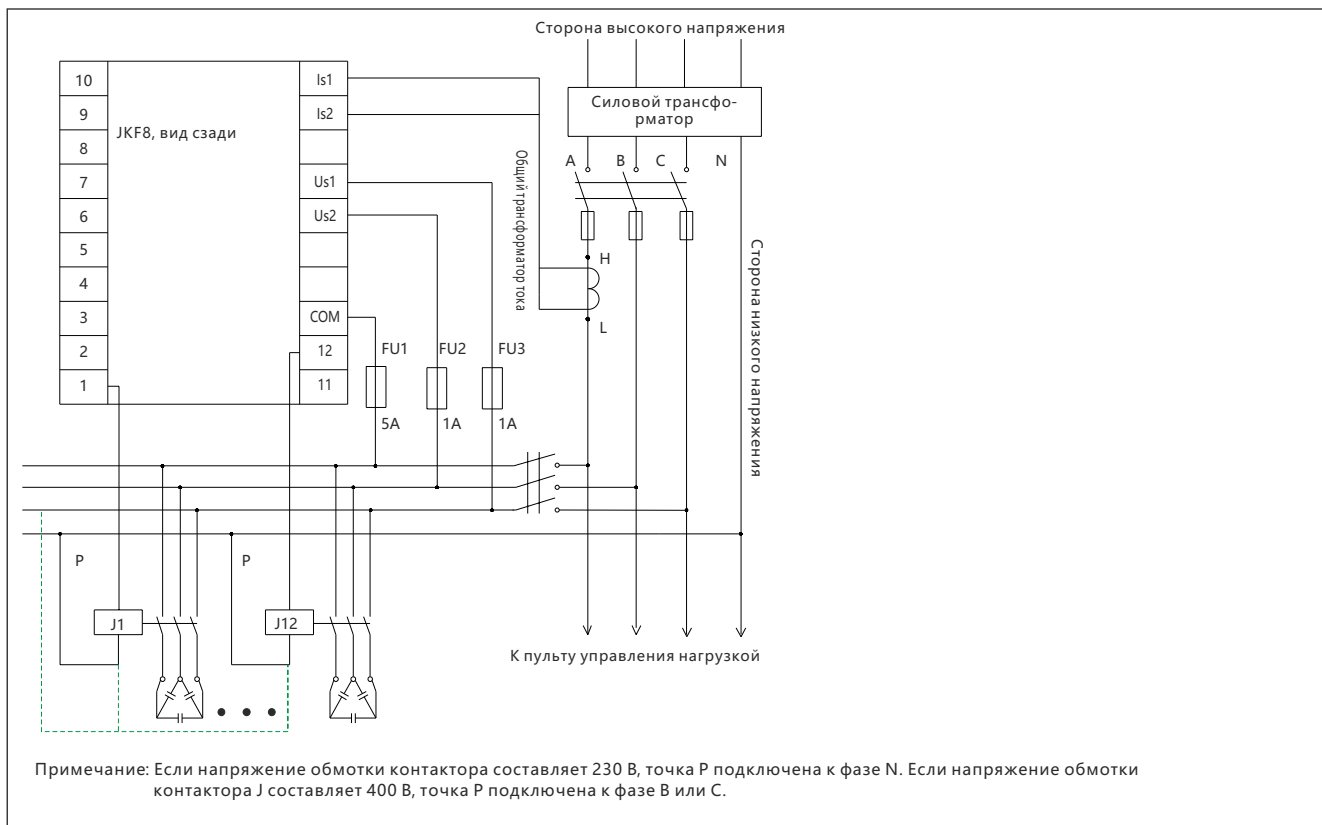 Сторона высокого напряжения
Силовой трансфо-
рматор
10
9
8
7
6
5
4
3
2
1
JKF8, вид сзади
Is1
Is2
Us1
Us2
COM
12
11
Общий трансформатор тока
A
B
C
N
H
L
Сторона низкого напряжения
FU1
FU2
FU3
5A
1A
1A
P
P
J1
J12
К пульту управления нагрузкой
Примечание: Если напряжение обмотки контактора составляет 230 В, точка P подключена к фазе N. Если напряжение обмотки
контактора J составляет 400 В, точка P подключена к фазе B или C.